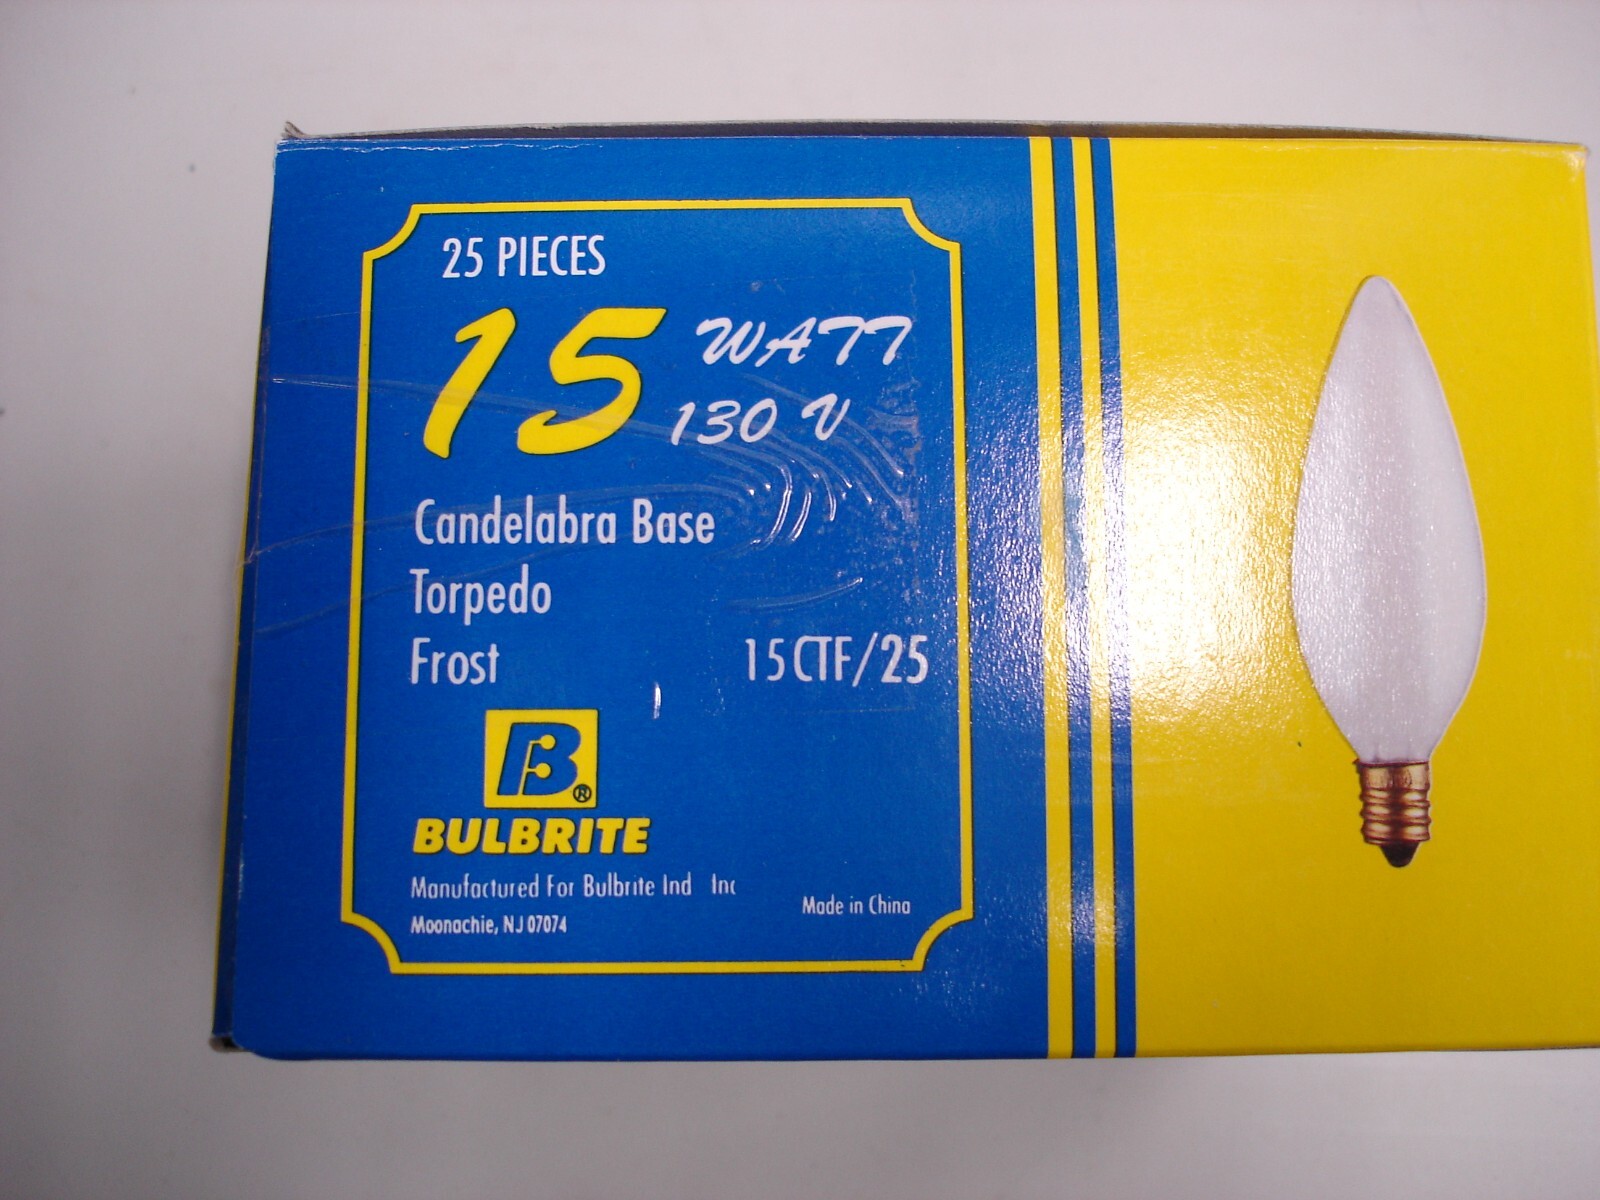 25 PIECES
15 WATT
130 V
Candelabra Base
Torpedo
Frost 15CTF/25
B®
BULBRITE
Manufactured For Bulbrite Ind Inc
Moonachie, NJ 07074
Made in China